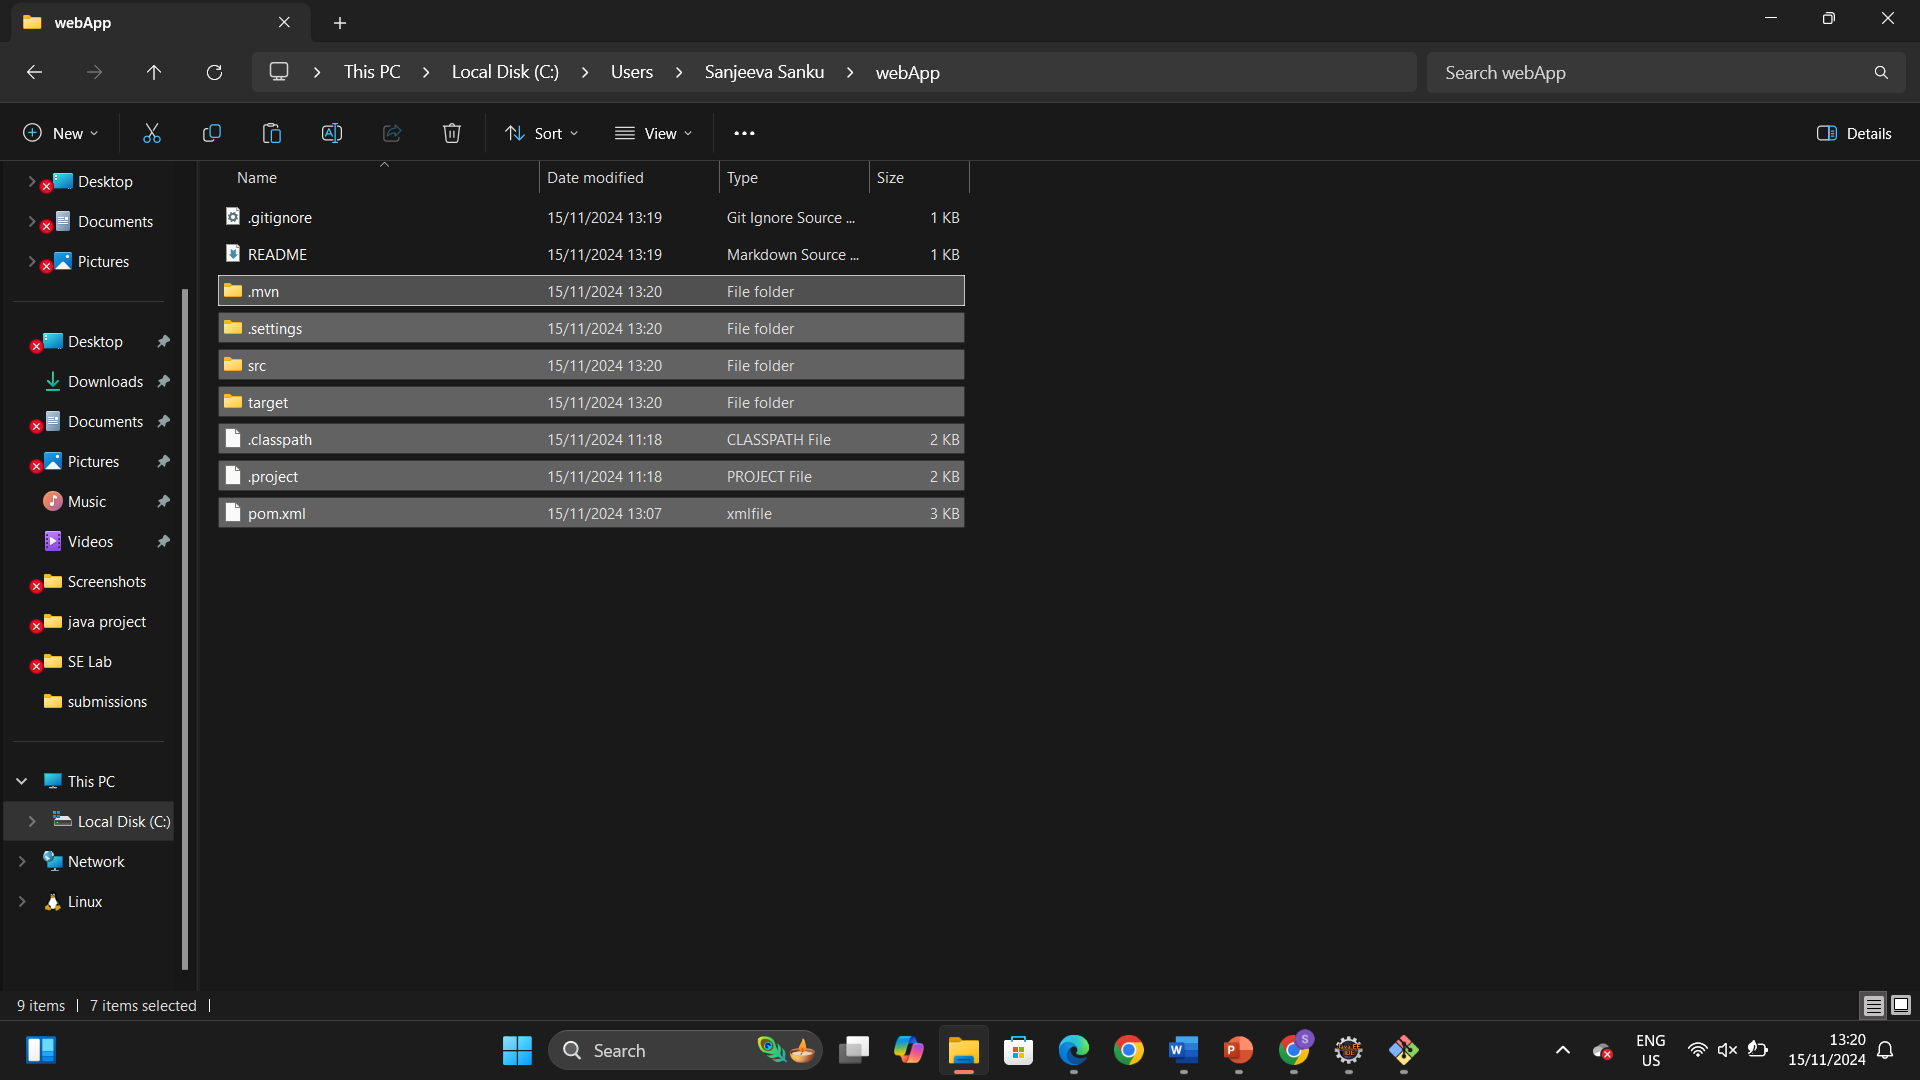 webApp
This PC > Local Disk (C:) > Users > Sanjeeva Sanku > webApp
Search webApp
New
Sort
View
Details
Name Date modified Type Size
.gitignore 15/11/2024 13:19 Git Ignore Source ... 1 KB
README 15/11/2024 13:19 Markdown Source ... 1 KB
.mvn 15/11/2024 13:20 File folder
.settings 15/11/2024 13:20 File folder
src 15/11/2024 13:20 File folder
target 15/11/2024 13:20 File folder
.classpath 15/11/2024 11:18 CLASSPATH File 2 KB
.project 15/11/2024 11:18 PROJECT File 2 KB
pom.xml 15/11/2024 13:07 xmlfile 3 KB
Desktop
Documents
Pictures
Desktop
Downloads
Documents
Pictures
Music
Videos
Screenshots
java project
SE Lab
submissions
This PC
Local Disk (C:)
Network
Linux
9 items | 7 items selected |
Search
W
P
S
ENG
US
13:20
15/11/2024